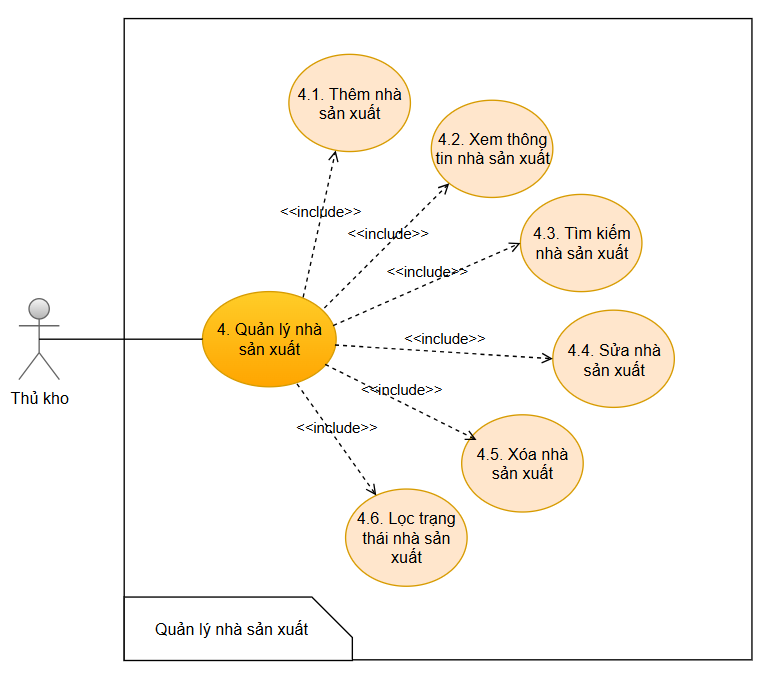 4.1. Thêm nhà
sản xuất
4.2. Xem thông
tin nhà sản xuất
<<include>>
<<include>>
4.3. Tìm kiếm
nhà sản xuất
<<include>>
4. Quản lý nhà
sản xuất
<<include>>
4.4. Sửa nhà
sản xuất
Thủ kho
<<include>>
<<include>>
4.5. Xóa nhà
sản xuất
4.6. Lọc trạng
thái nhà sản
xuất
Quản lý nhà sản xuất